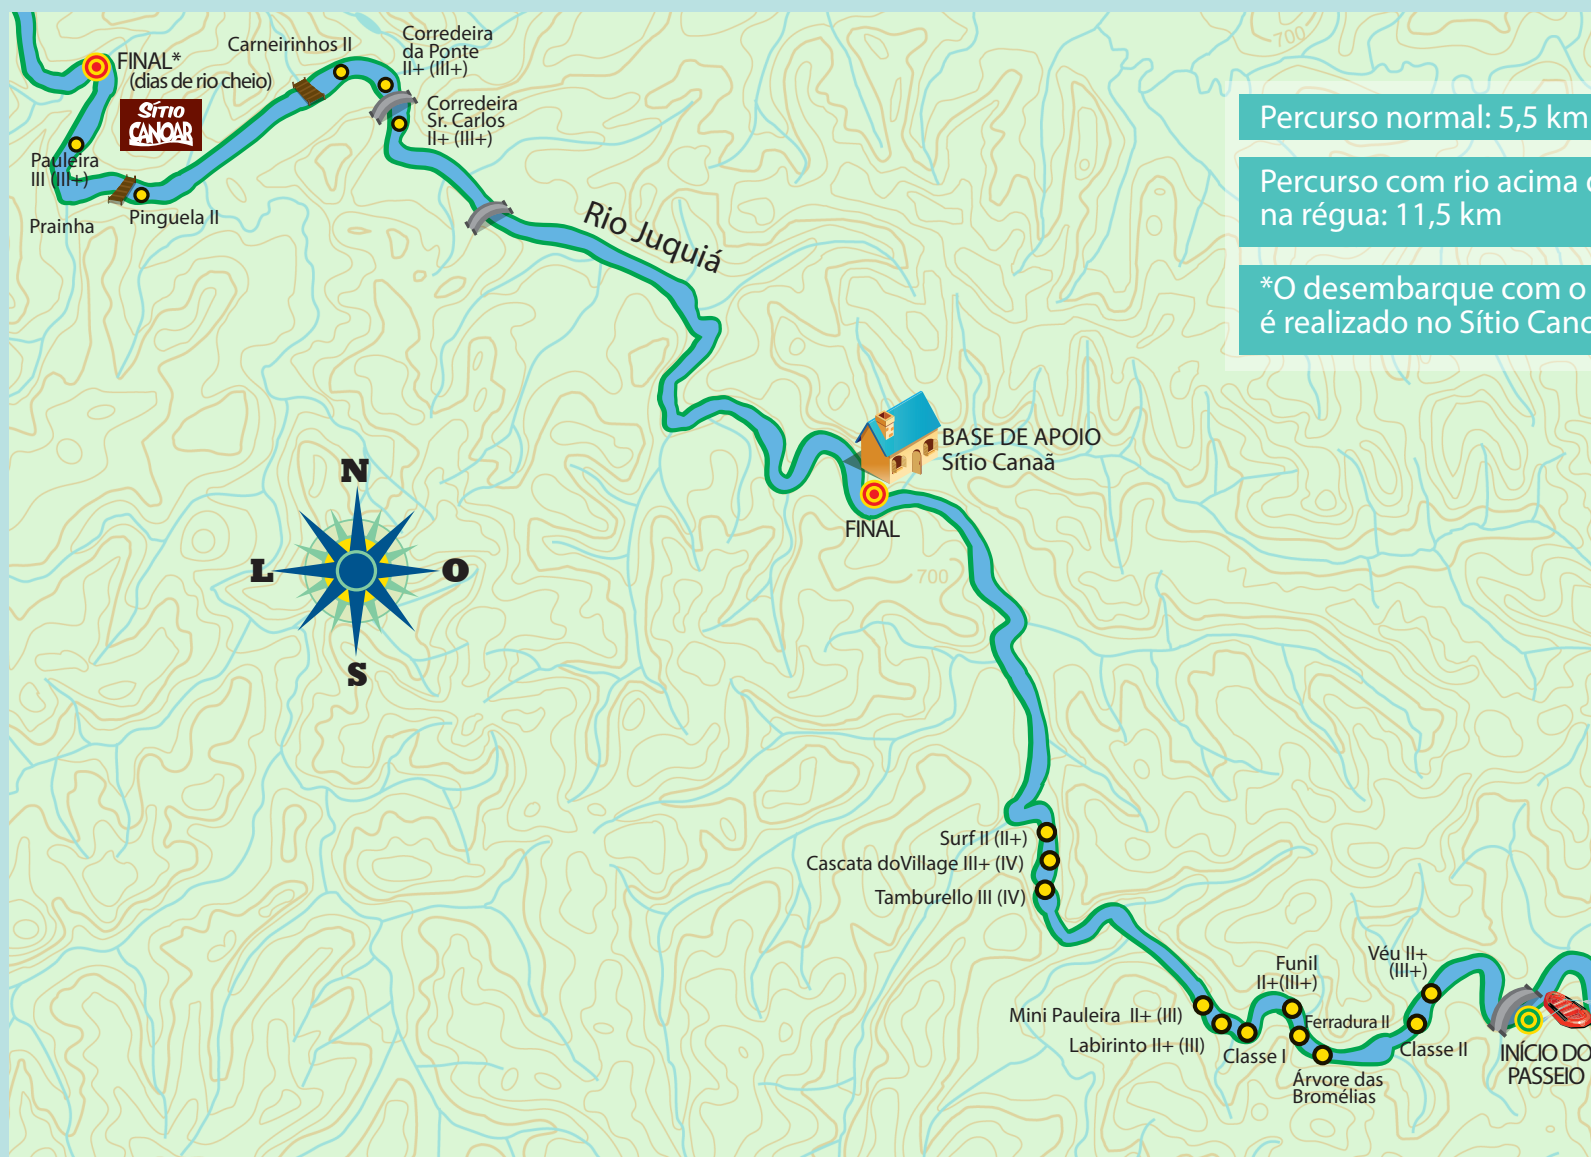 FINAL*
(dias de rio cheio)
SÍTIO
CANOAR
Carneirinhos II
Corredeira
da Ponte
II+ (III+)
Corredeira
Sr. Carlos
II+ (III+)
Pauleira
III (III+)
Prainha
Pinguela II
Rio Juquiá
700
Percurso normal: 5,5 km
Percurso com rio acima
na régua: 11,5 km
*O desembarque com o
é realizado no Sítio
BASE DE APOIO
Sítio Canaã
FINAL
700
N
L
O
S
Surf II (II+)
Cascata doVillage III+ (IV)
Tamburello III (IV)
Mini Pauleira II+ (III)
Labirinto II+ (III)
Classe I
Funil
II+(III+)
Ferradura II
Árvore das
Bromélias
Véu II+
(III+)
Classe II
INÍCIO DO
PASSEIO